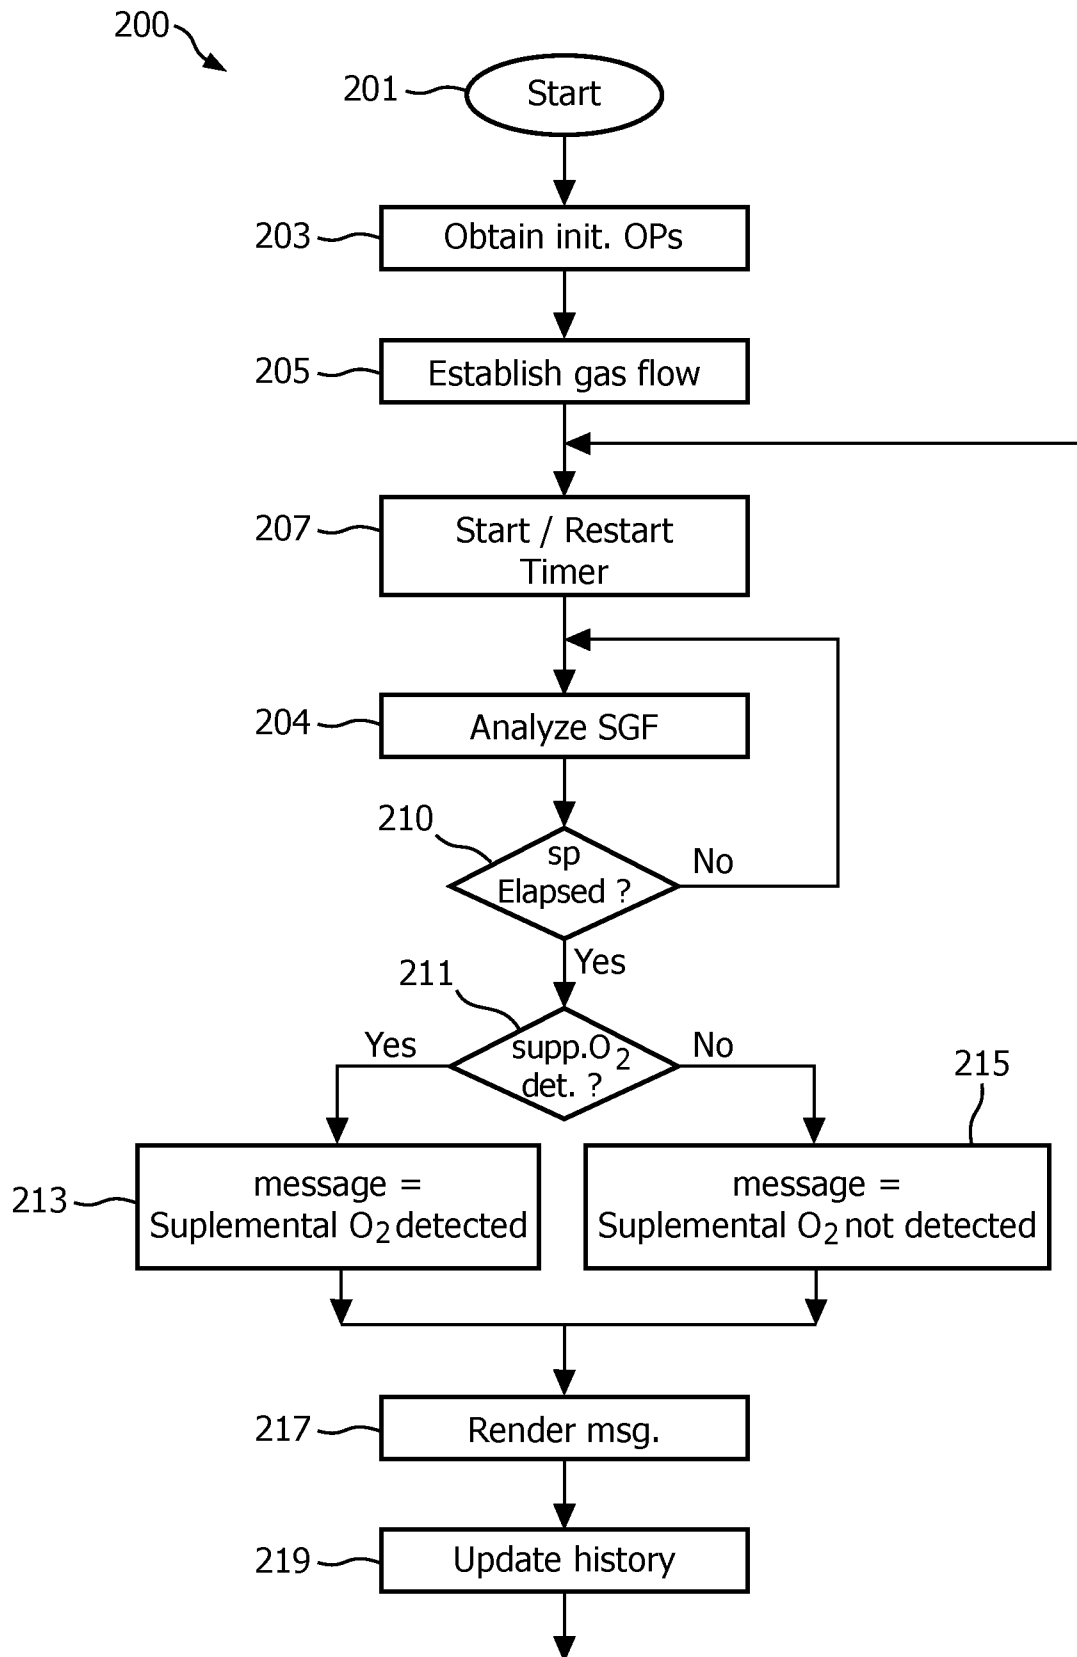 200
201
Start
203
Obtain init. OPs
205
Establish gas flow
207
Start / Restart
Timer
204
Analyze SGF
210
sp
Elapsed ?
No
Yes
211
supp.O2
det. ?
Yes
No
215
213
message =
Suplemental O2 detected
message =
Suplemental O2 not detected
217
Render msg.
219
Update history